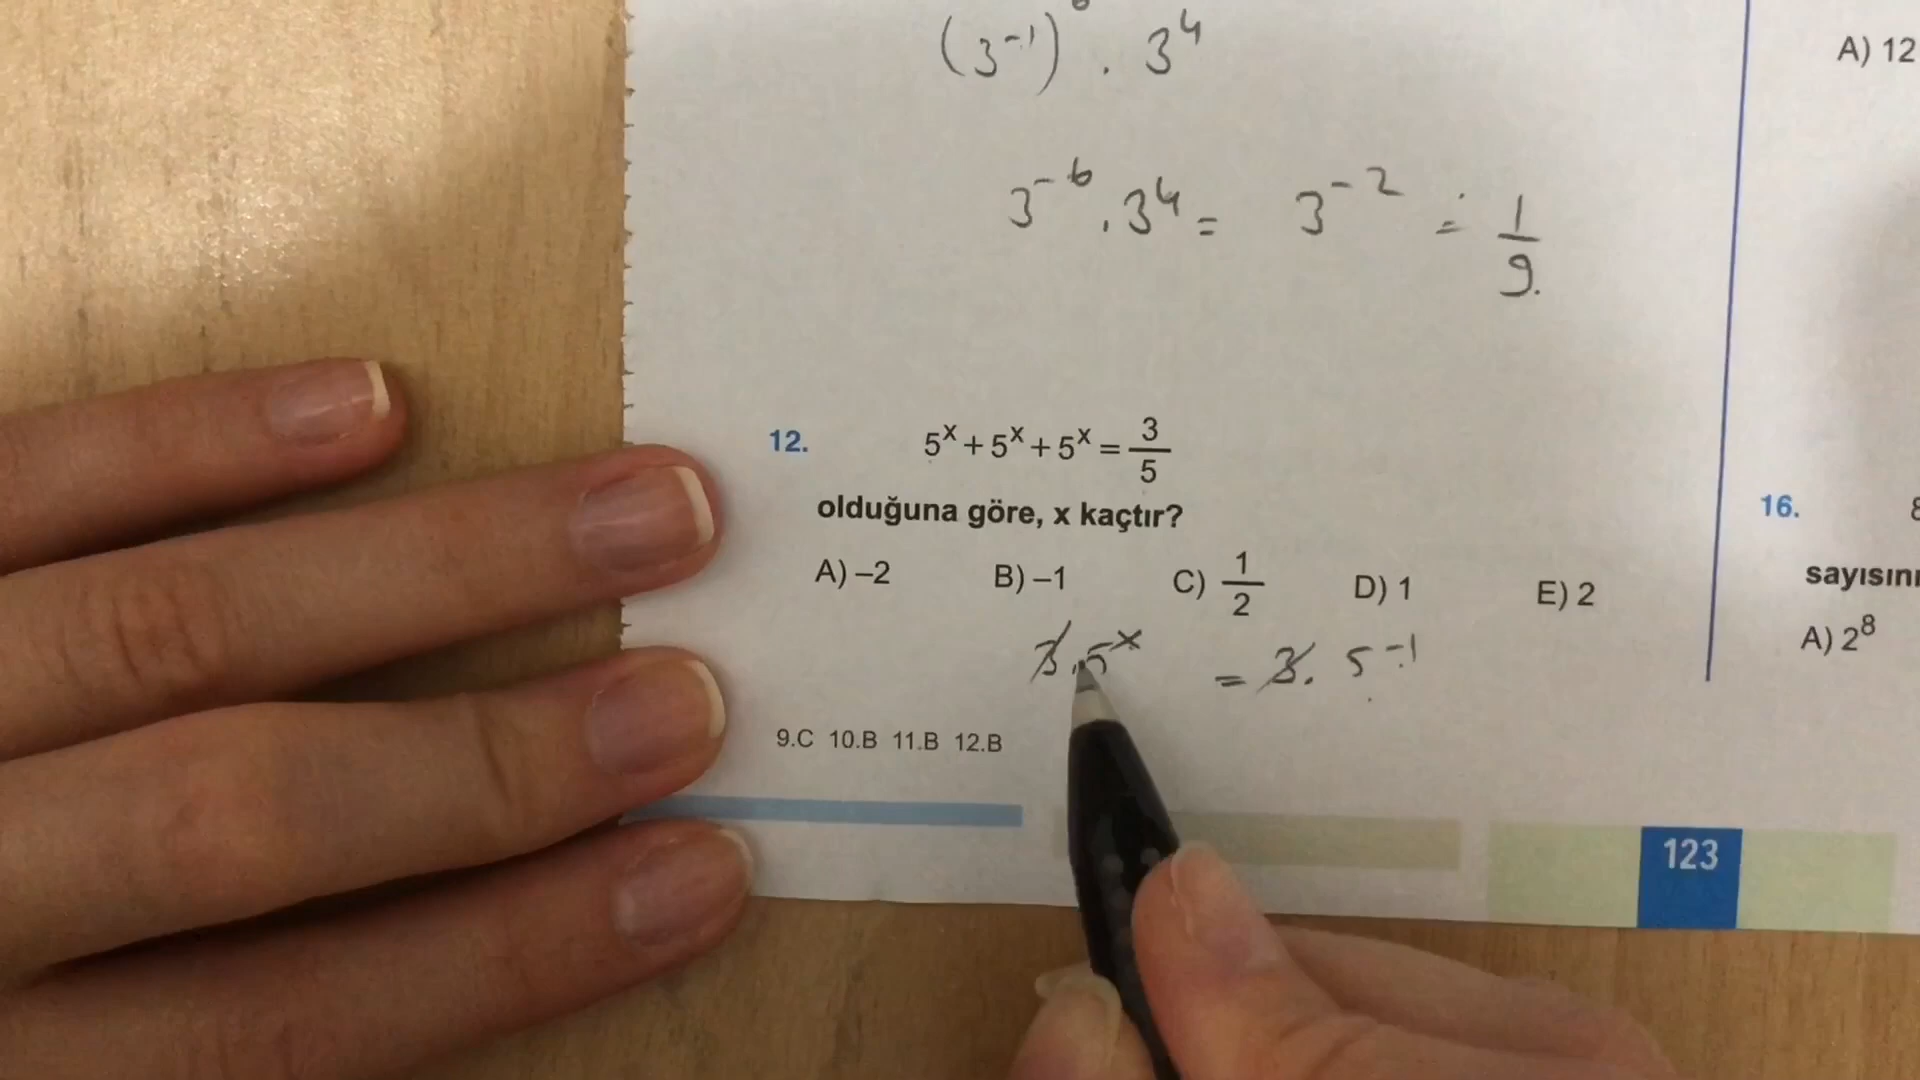 (3⁻¹) . 3⁴
A) 12
3⁻⁶ . 3⁴ = 3⁻² = 1/9.
12. 5ˣ + 5ˣ + 5ˣ = 3/5
olduğuna göre, x kaçtır?
A) –2 B) –1 C) 1/2 D) 1 E) 2
3.5ˣ = 3. 5⁻¹
9.C 10.B 11.B 12.B
16.
A) 2⁸
123